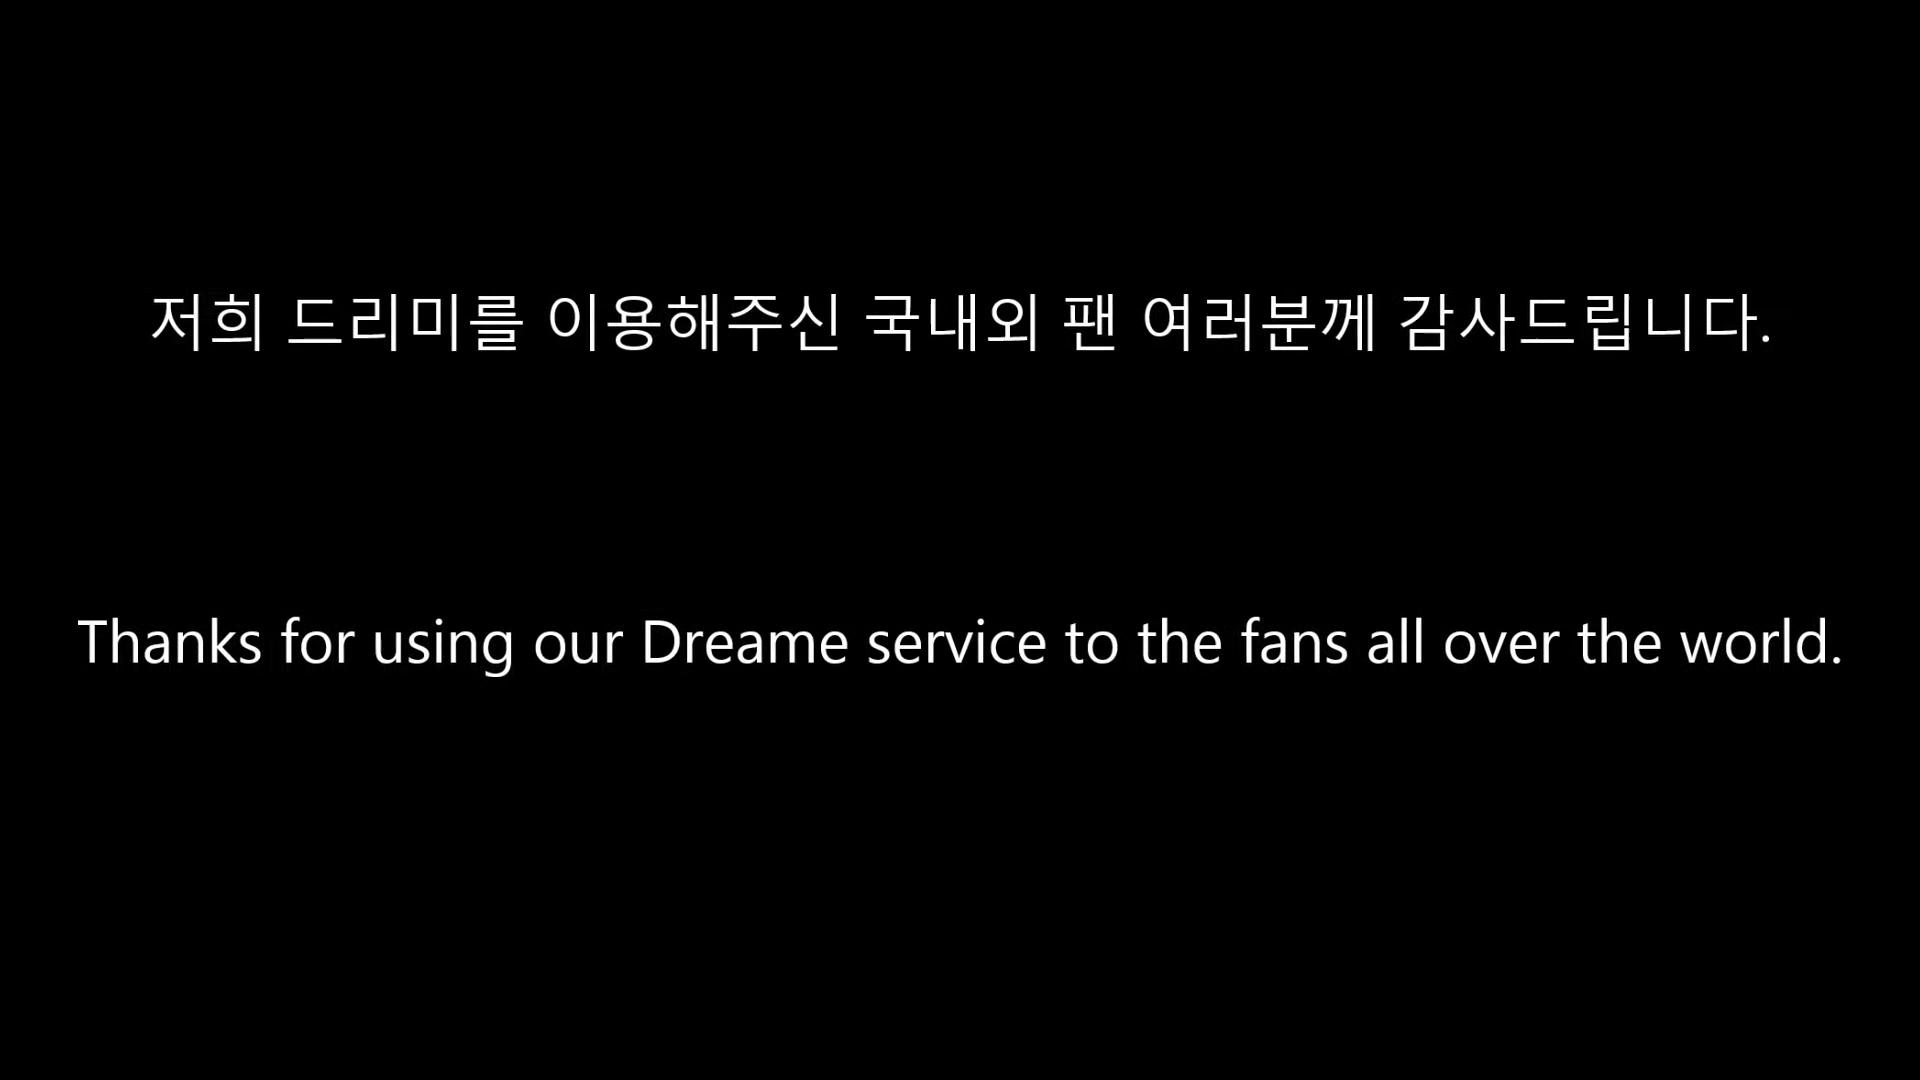 저희 드리미를 이용해주신 국내외 팬 여러분께 감사드립니다.
Thanks for using our Dreame service to the fans all over the world.